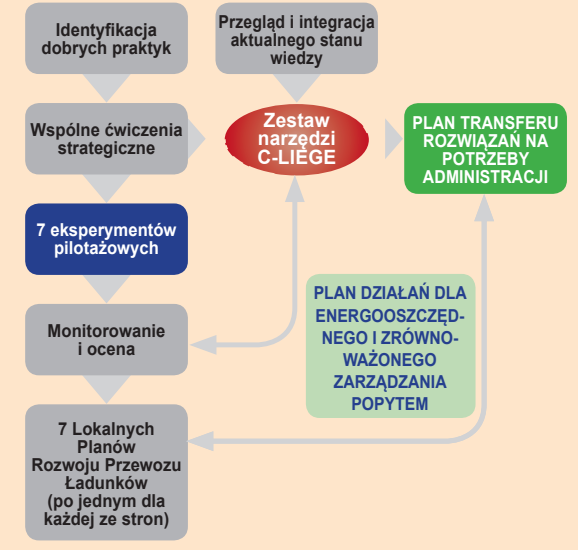 Identyfikacja
dobrych praktyk
Przegląd i integracja
aktualnego stanu
wiedzy
Wspólne ćwiczenia
strategiczne
Zestaw
narzędzi
C-LIEGE
PLAN TRANSFERU
ROZWIĄZAŃ NA
POTRZEBY
ADMINISTRACJI
7 eksperymentów
pilotażowych
PLAN DZIAŁAŃ DLA
ENERGOOSZCZĘD-
NEGO I ZRÓWNO-
WAŻONEGO
ZARZĄDZANIA
POPYTEM
Monitorowanie
i ocena
7 Lokalnych
Planów
Rozwoju Przewozu
Ładunków
(po jednym dla
każdej ze stron)